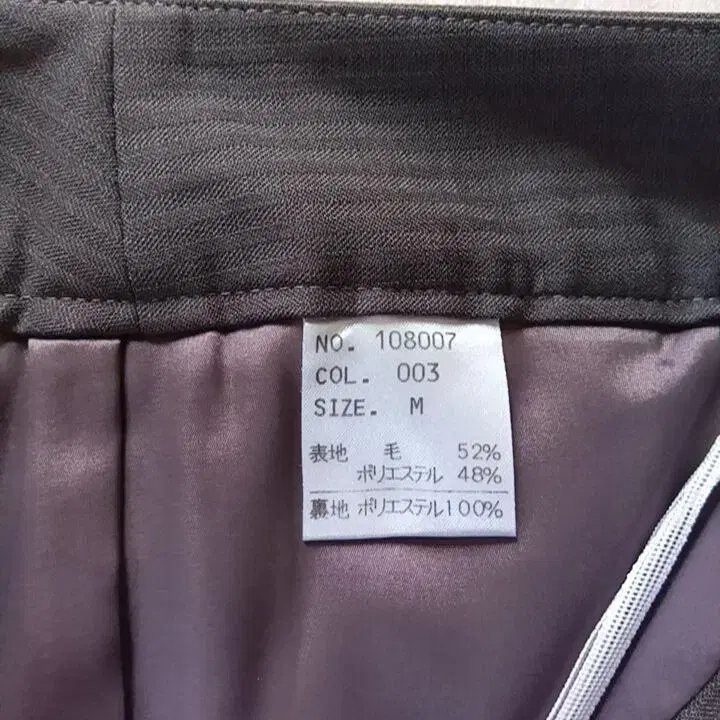 NO. 108007
COL. 003
SIZE. M
表地 毛 52%
ポリエステル 48%
裏地 ポリエステル100%